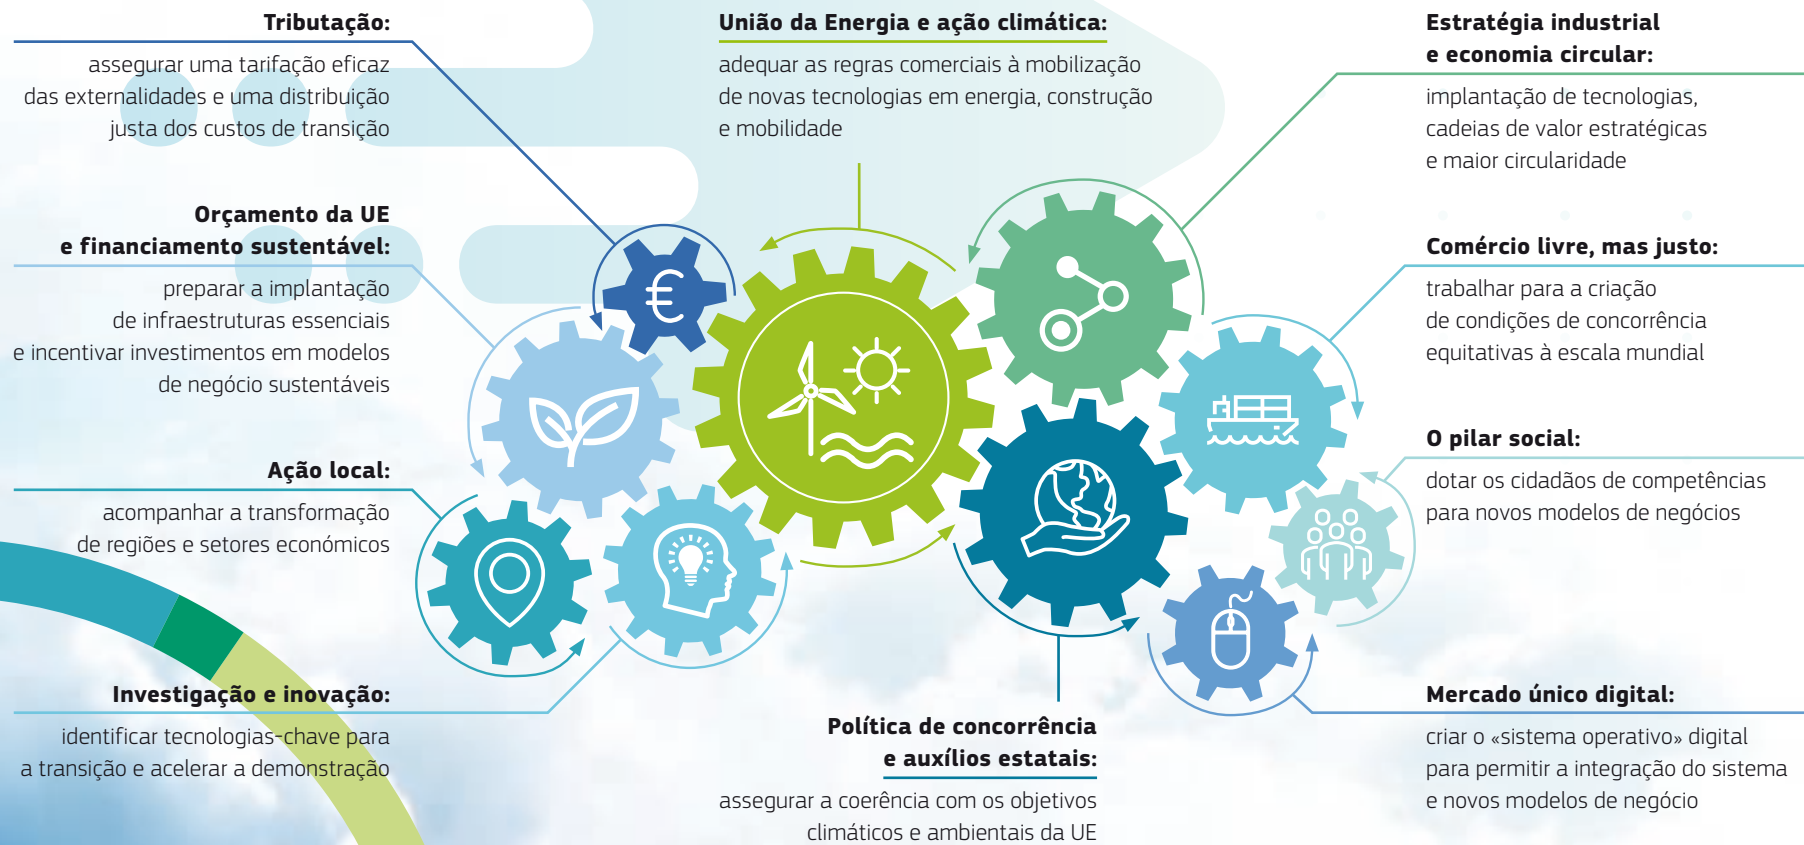 Tributação:
assegurar uma tarifação eficaz
das externalidades e uma distribuição
justa dos custos de transição
Orçamento da UE
e financiamento sustentável:
preparar a implantação
de infraestruturas essenciais
e incentivar investimentos em modelos
de negócio sustentáveis
Ação local:
acompanhar a transformação
de regiões e setores económicos
Investigação e inovação:
identificar tecnologias-chave para
a transição e acelerar a demonstração
União da Energia e ação climática:
adequar as regras comerciais à mobilização
de novas tecnologias em energia, construção
e mobilidade
€
Política de concorrência
e auxílios estatais:
assegurar a coerência com os objetivos
climáticos e ambientais da UE
Estratégia industrial
e economia circular:
implantação de tecnologias,
cadeias de valor estratégicas
e maior circularidade
Comércio livre, mas justo:
trabalhar para a criação
de condições de concorrência
equitativas à escala mundial
O pilar social:
dotar os cidadãos de competências
para novos modelos de negócios
Mercado único digital:
criar o «sistema operativo» digital
para permitir a integração do sistema
e novos modelos de negócio